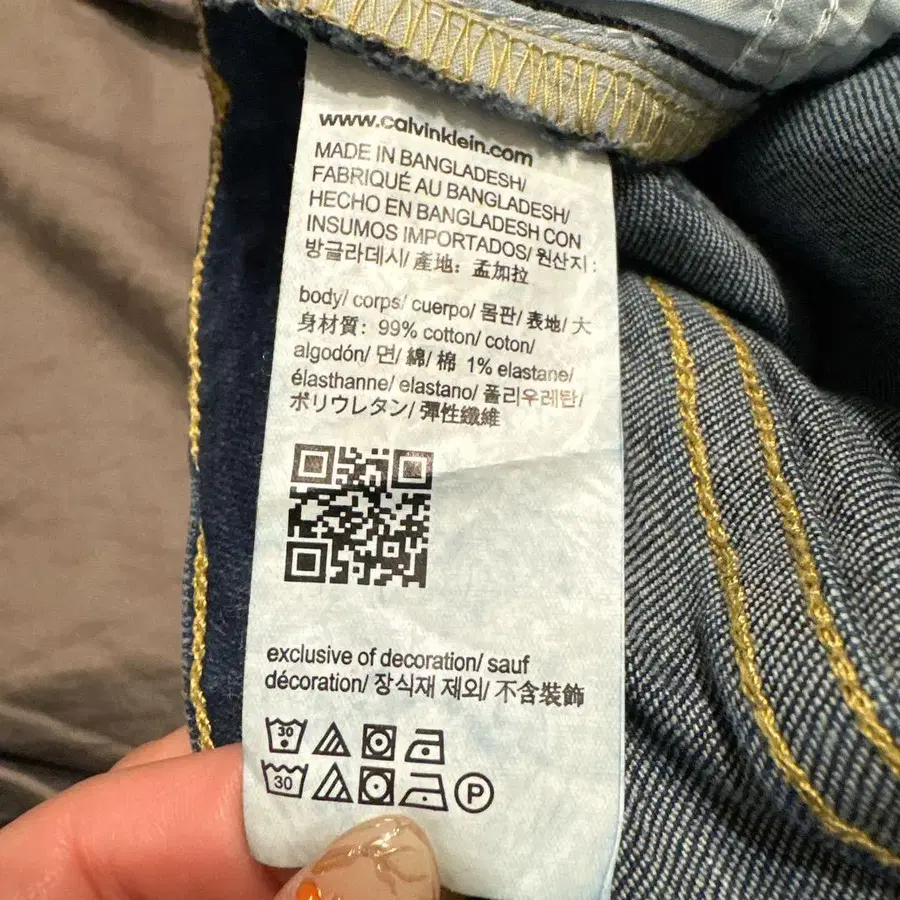 www.calvinklein.com
MADE IN BANGLADESH/
FABRIQUÉ AU BANGLADESH/
HECHO EN BANGLADESH CON
INSUMOS IMPORTADOS/ 원산지 :
방글라데시/ 產地: 孟加拉
body/ corps/ cuerpo/ 몸판/ 表地/ 大
身材質: 99% cotton/ coton/
algodón/ 면/ 綿/ 棉 1% elastane/
élasthanne/ elastano/ 폴리우레탄/
ポリウレタン/ 彈性纖維
exclusive of decoration/ sauf
décoration/ 장식재 제외/ 不含裝飾
30
30 P